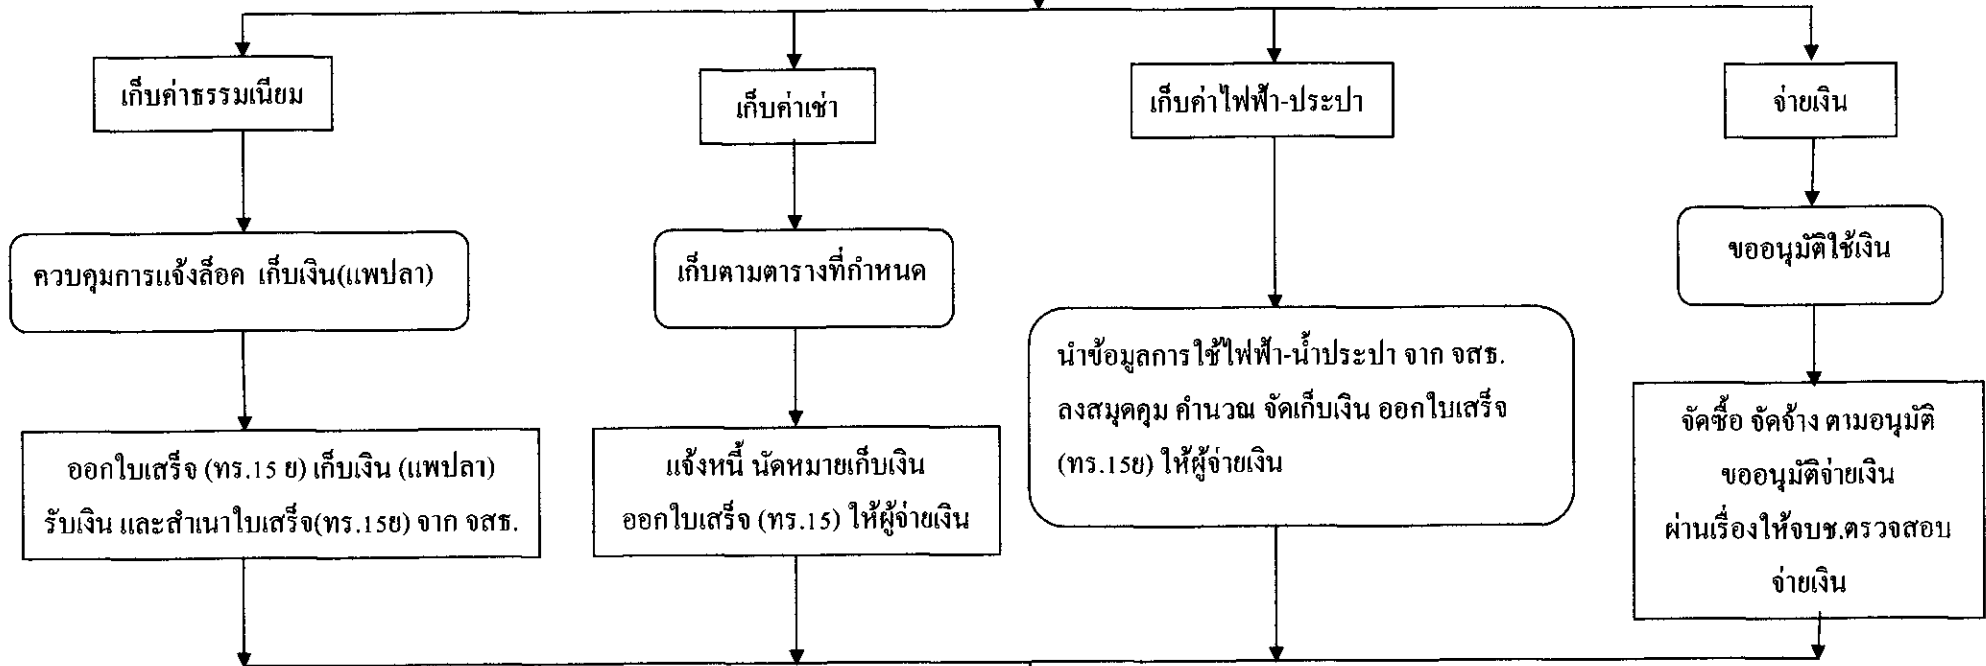 เก็บค่าธรรมเนียม
เก็บค่าเช่า
เก็บค่าไฟฟ้า-ประปา
จ่ายเงิน
ควบคุมการแจ้งล็อค เก็บเงิน(แพปลา)
เก็บตามตารางที่กำหนด
นำข้อมูลการใช้ไฟฟ้า-น้ำประปา จาก จสธ.
ลงสมุดคุม คำนวณ จัดเก็บเงิน ออกใบเสร็จ
(ทร.15ย) ให้ผู้จ่ายเงิน
ขออนุมัติใช้เงิน
ออกใบเสร็จ (ทร.15 ย) เก็บเงิน (แพปลา)
รับเงิน และสำเนาใบเสร็จ(ทร.15ย) จาก จสธ.
แจ้งหนี้ นัดหมายเก็บเงิน
ออกใบเสร็จ (ทร.15) ให้ผู้จ่ายเงิน
จัดซื้อ จัดจ้าง ตามอนุมัติ
ขออนุมัติจ่ายเงิน
ผ่านเรื่องให้จบช.ตรวจสอบ
จ่ายเงิน